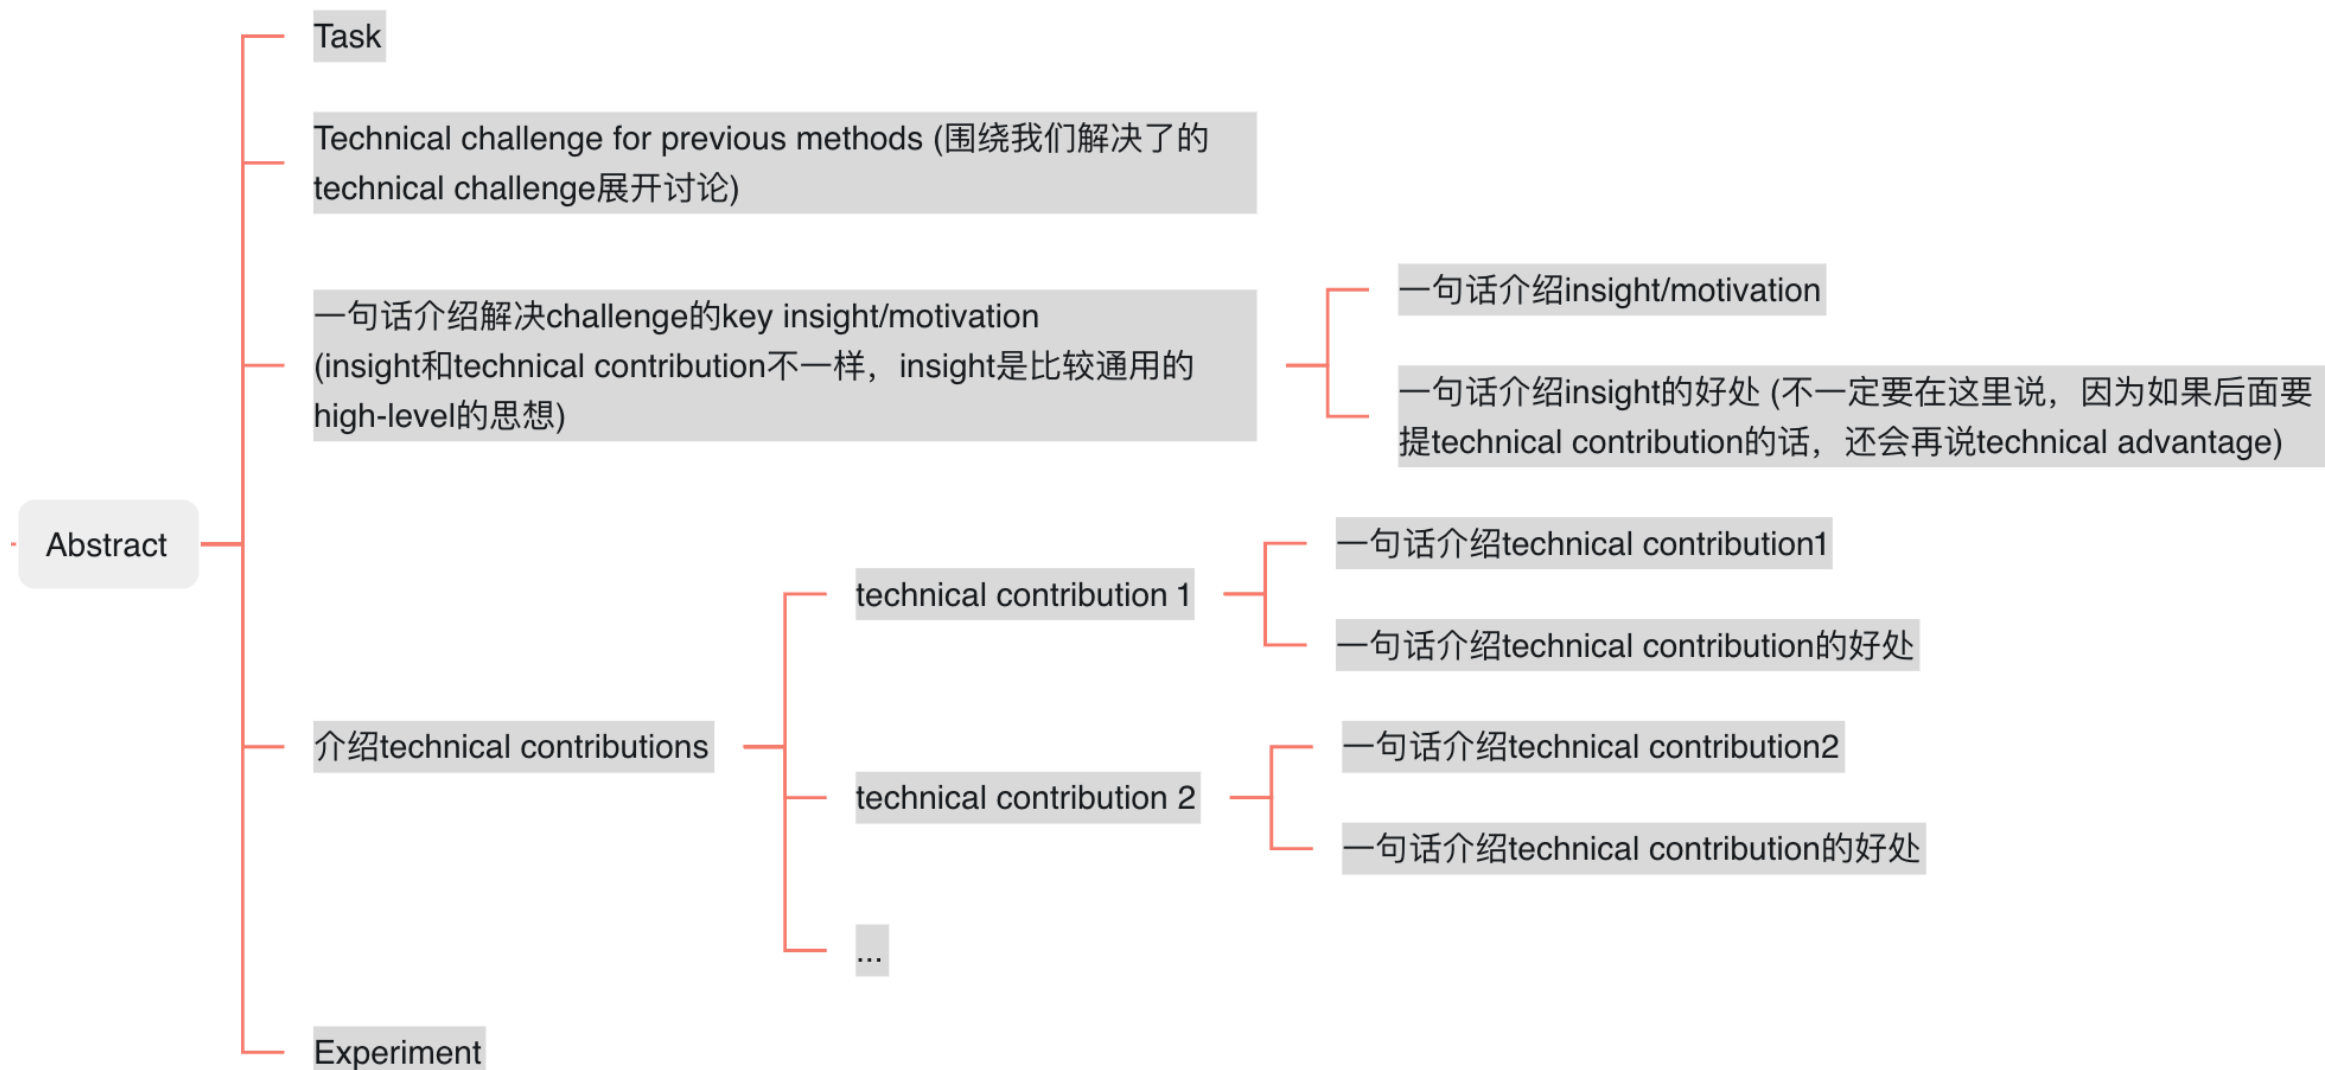 Task
Technical challenge for previous methods (围绕我们解决了的
technical challenge展开讨论)
一句话介绍解决challenge的key insight/motivation
(insight和technical contribution不一样，insight是比较通用的
high-level的思想)
一句话介绍insight/motivation
一句话介绍insight的好处 (不一定要在这里说，因为如果后面要
提technical contribution的话，还会再说technical advantage)
Abstract
介绍technical contributions
technical contribution 1
一句话介绍technical contribution1
一句话介绍technical contribution的好处
technical contribution 2
一句话介绍technical contribution2
一句话介绍technical contribution的好处
...
Experiment